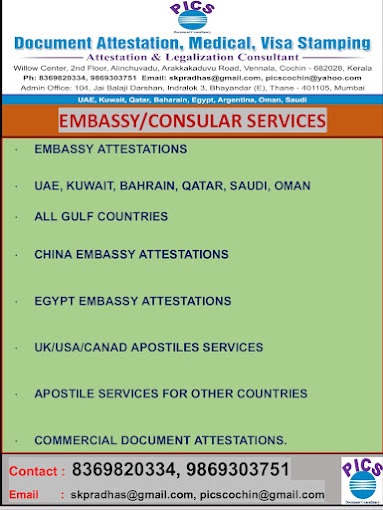 PICS
Document Consultancy
Document Attestation, Medical, Visa Stamping
Attestation & Legalization Consultant
Willow Center, 2nd Floor, Alinchuvadu, Arakkakaduvu Road, Vennala, Cochin - 682028, Kerala
Ph: 8369820334, 9869303751 Email: skpradhas@gmail.com, picscochin@yahoo.com
Admin Office: 104, Jai Balaji Darshan, Indralok 3, Bhayandar (E), Thane - 401105, Mumbai
UAE, Kuwait, Qatar, Baharain, Egypt, Argentina, Oman, Saudi
EMBASSY/CONSULAR SERVICES
· EMBASSY ATTESTATIONS
· UAE, KUWAIT, BAHRAIN, QATAR, SAUDI, OMAN
· ALL GULF COUNTRIES
· CHINA EMBASSY ATTESTATIONS
· EGYPT EMBASSY ATTESTATIONS
· UK/USA/CANAD APOSTILES SERVICES
· APOSTILE SERVICES FOR OTHER COUNTRIES
· COMMERCIAL DOCUMENT ATTESTATIONS.
Contact : 8369820334, 9869303751
Email : skpradhas@gmail.com, picscochin@gmail.com
PICS
Document Consultancy